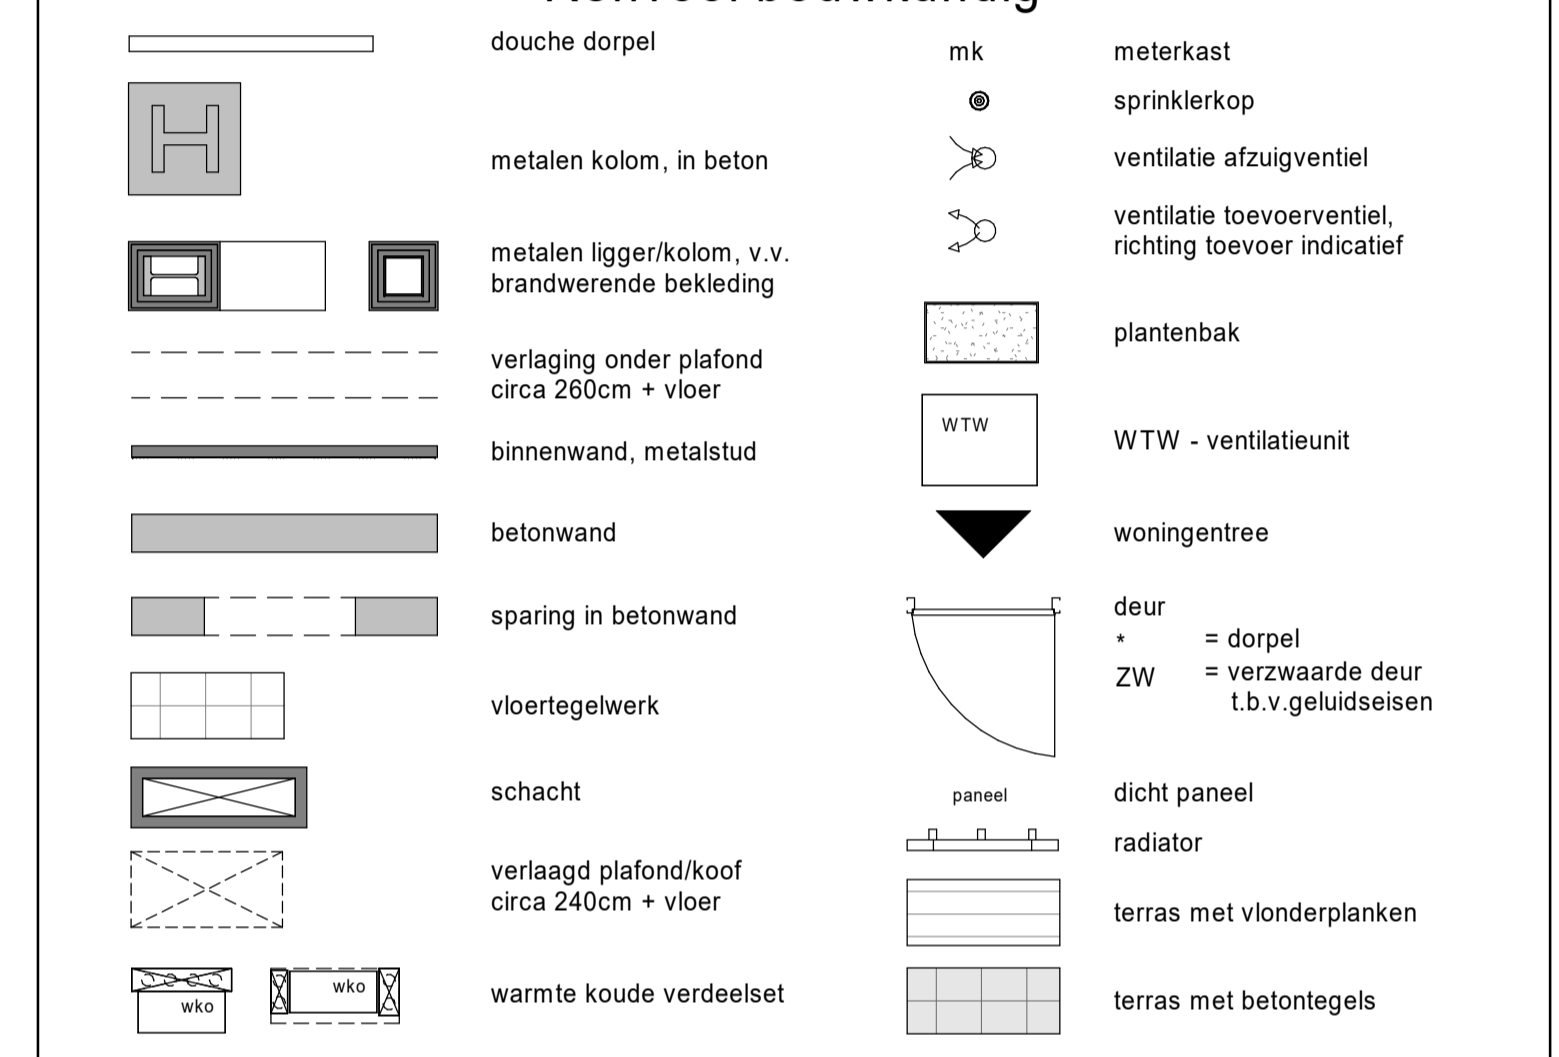 douche dorpel
metalen kolom, in beton
metalen ligger/kolom, v.v.
brandwerende bekleding
verlaging onder plafond
circa 260cm + vloer
binnenwand, metalstud
betonwand
sparing in betonwand
vloertegelwerk
schacht
verlaagd plafond/koof
circa 240cm + vloer
wko
wko
warmte koude verdeelset
mk meterkast
sprinklerkop
ventilatie afzuigventiel
ventilatie toevoerventiel,
richting toevoer indicatief
plantenbak
WTW
WTW - ventilatieunit
woningentree
deur
* = dorpel
ZW = verzwaarde deur
t.b.v.geluidseisen
paneel dicht paneel
radiator
terras met vlonderplanken
terras met betontegels